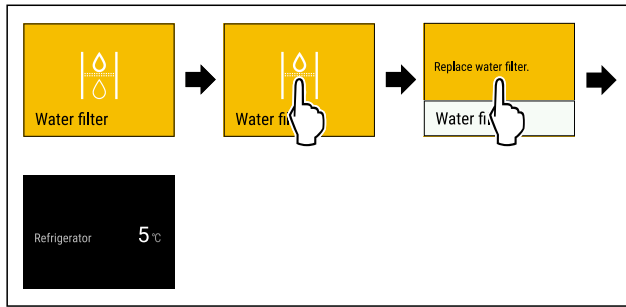 Water filter
Water fi
Replace water filter.
Water fi
Refrigerator 5 °C